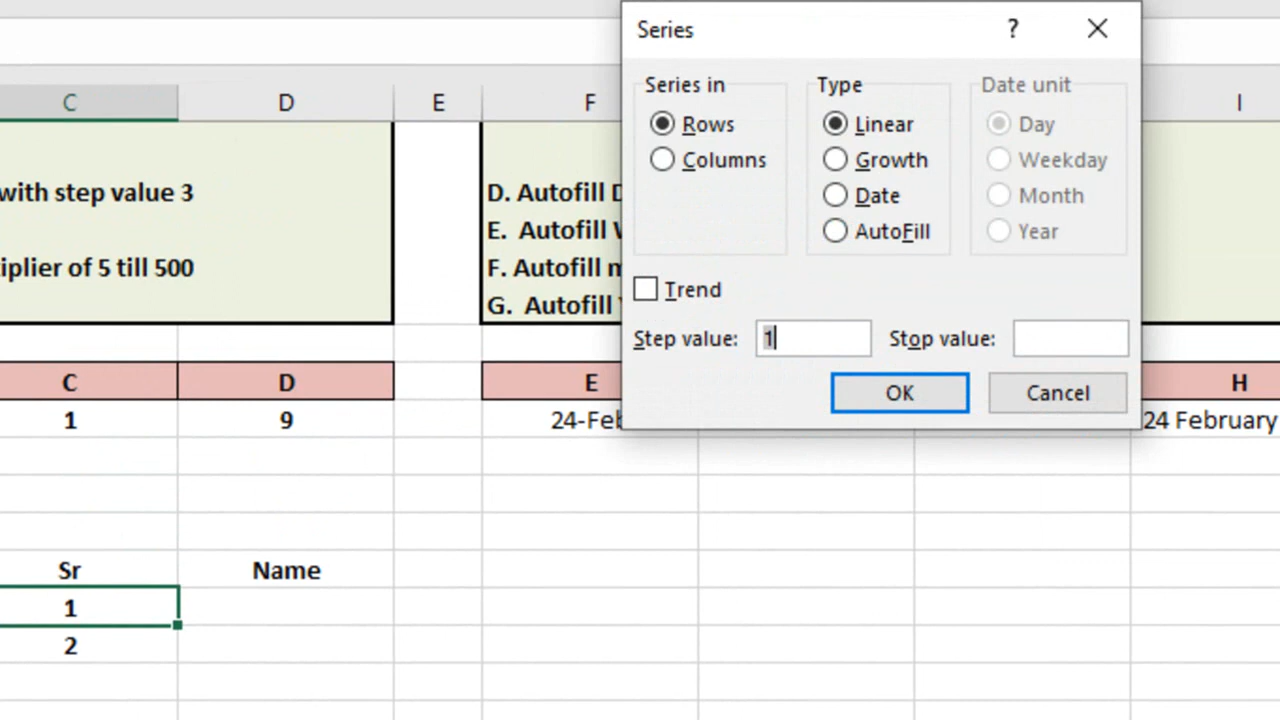 Series ?
Series in Type Date unit
Rows Linear Day
Columns Growth Weekday
Date Month
AutoFill Year
Trend
Step value: 1 Stop value:
OK Cancel
C D E F I
with step value 3 D. Autofill
E. Autofill
iplier of 5 till 500 F. Autofill
G. Autofill
C D E H
1 9 24-Feb 24 February
Sr Name
1
2